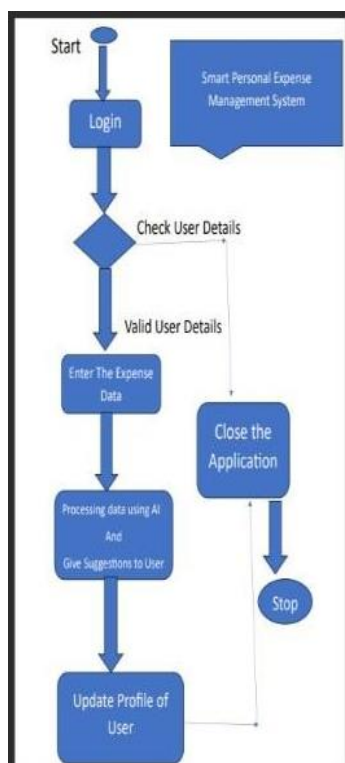 Start
Smart Personal Expense
Management System
Login
Check User Details
Valid User Details
Enter The Expense
Data
Close the
Application
Processing data using AI
And
Give Suggestions to User
Stop
Update Profile of
User